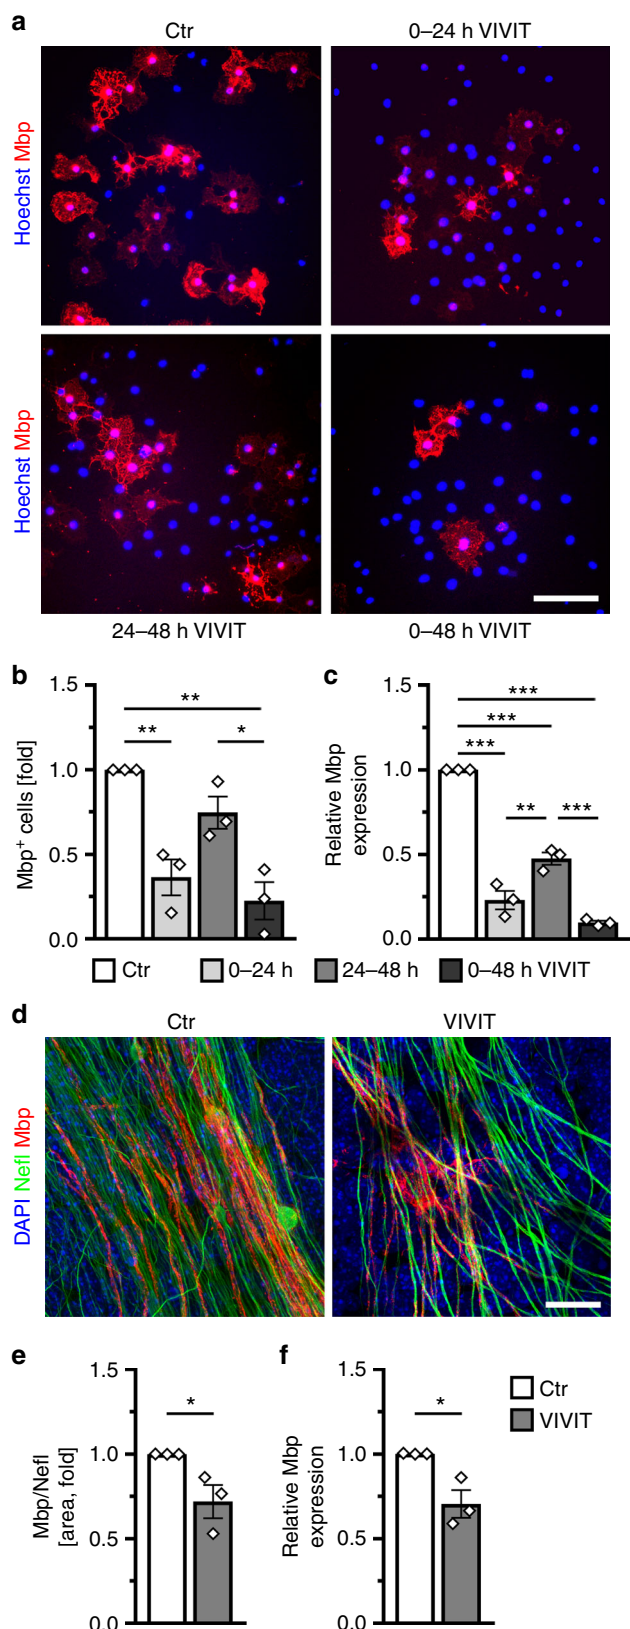 a
Ctr
0–24 h VIVIT
Hoechst Mbp
Hoechst Mbp
24–48 h VIVIT
0–48 h VIVIT
b
Mbp+ cells [fold]
1.5
1.0
0.5
0.0
**
**
*
c
Relative Mbp
expression
1.5
1.0
0.5
0.0
***
***
***
**
***
Ctr
0–24 h
24–48 h
0–48 h VIVIT
d
Ctr
VIVIT
DAPI Nefl Mbp
e
Mbp/Nefl
[area, fold]
1.5
1.0
0.5
0.0
*
f
Relative Mbp
expression
1.5
1.0
0.5
0.0
*
Ctr
VIVIT